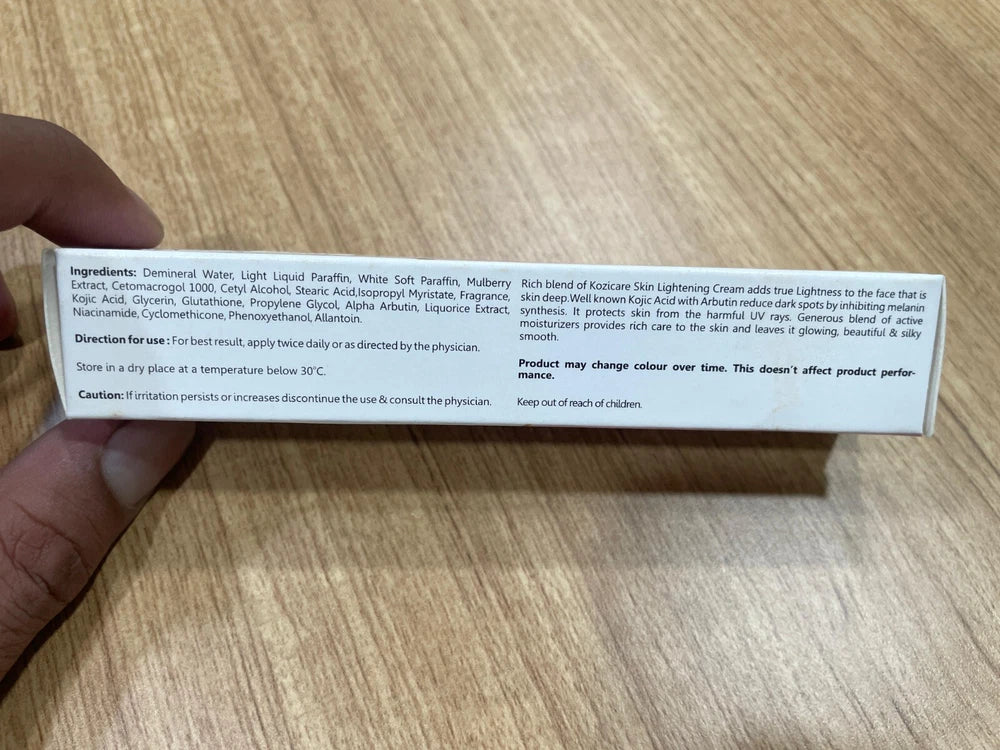 Ingredients: Demineral Water, Light Liquid Paraffin, White Soft Paraffin, Mulberry
Extract, Cetomacrogol 1000, Cetyl Alcohol, Stearic Acid,Isopropyl Myristate, Fragrance,
Kojic Acid, Glycerin, Glutathione, Propylene Glycol, Alpha Arbutin, Liquorice Extract,
Niacinamide, Cyclomethicone, Phenoxyethanol, Allantoin.
Direction for use : For best result, apply twice daily or as directed by the physician.
Store in a dry place at a temperature below 30°C.
Caution: If irritation persists or increases discontinue the use & consult the physician.
Rich blend of Kozicare Skin Lightening Cream adds true Lightness to the face that is
skin deep.Well known Kojic Acid with Arbutin reduce dark spots by inhibiting melanin
synthesis. It protects skin from the harmful UV rays. Generous blend of active
moisturizers provides rich care to the skin and leaves it glowing, beautiful & silky
smooth.
Product may change colour over time. This doesn't affect product perfor-
mance.
Keep out of reach of children.